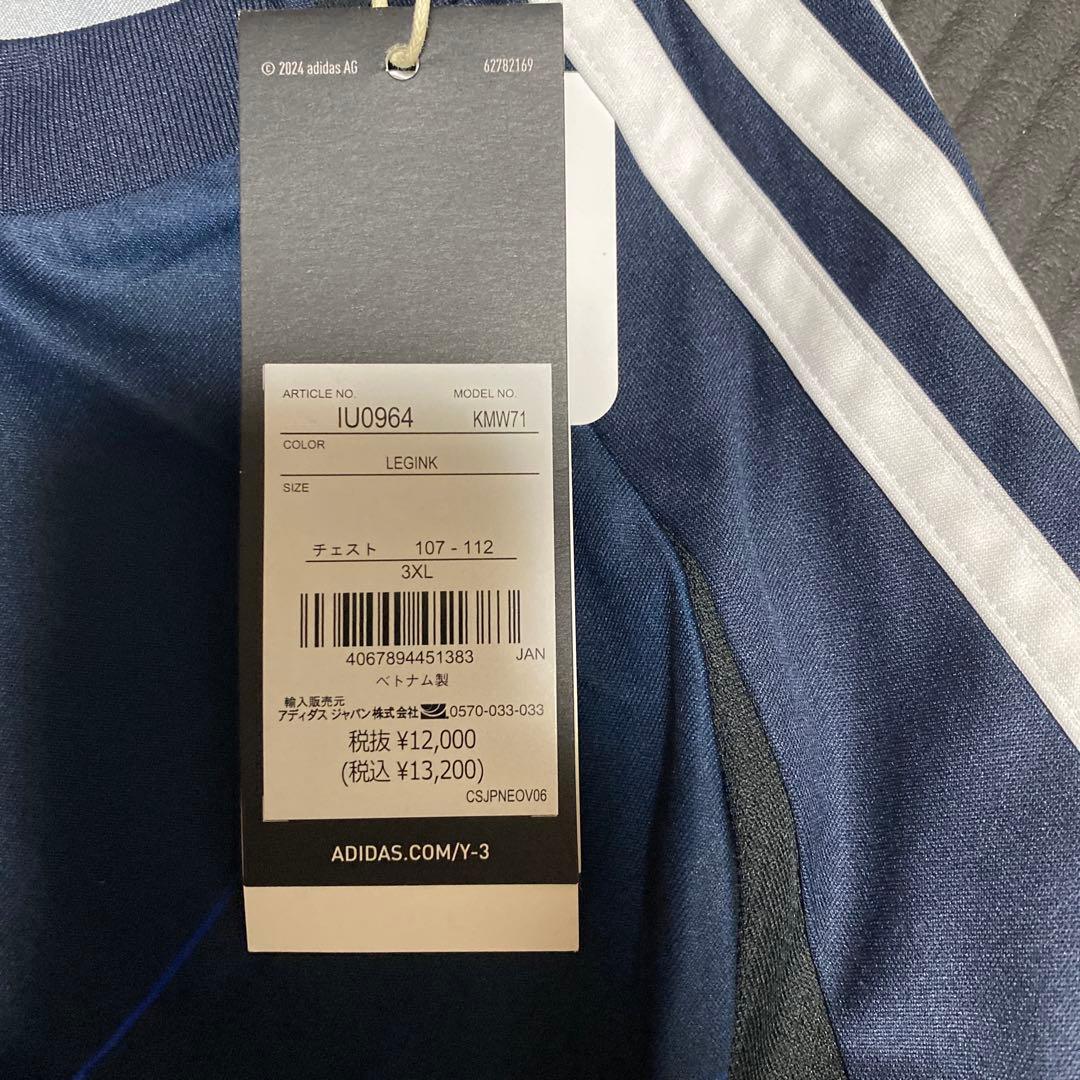 © 2024 adidas AG 62782169
ARTICLE NO. MODEL NO.
IU0964 KMW71
COLOR
LEGINK
SIZE
チェスト 107 - 112
3XL
4067894451383 JAN
ベトナム製
輸入販売元
アディダス ジャパン株式会社 0570-033-033
税抜 ¥12,000
(税込 ¥13,200)
CSJPNEOV06
ADIDAS.COM/Y-3